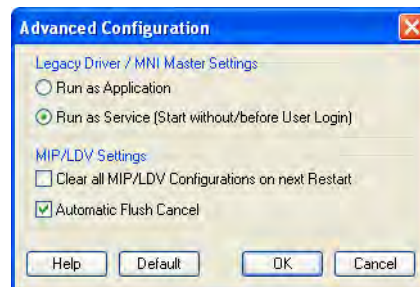 Advanced Configuration
Legacy Driver / MNI Master Settings
Run as Application
Run as Service (Start without/before User Login)
MIP/LDV Settings
Clear all MIP/LDV Configurations on next Restart
Automatic Flush Cancel
Help Default OK Cancel